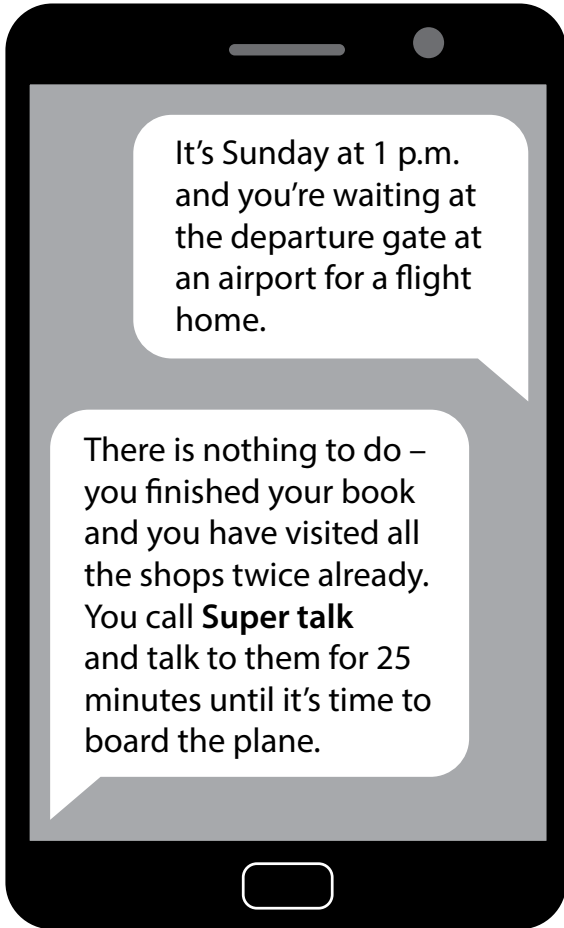 It’s Sunday at 1 p.m.
and you’re waiting at
the departure gate at
an airport for a flight
home.
There is nothing to do –
you finished your book
and you have visited all
the shops twice already.
You call Super talk
and talk to them for 25
minutes until it’s time to
board the plane.